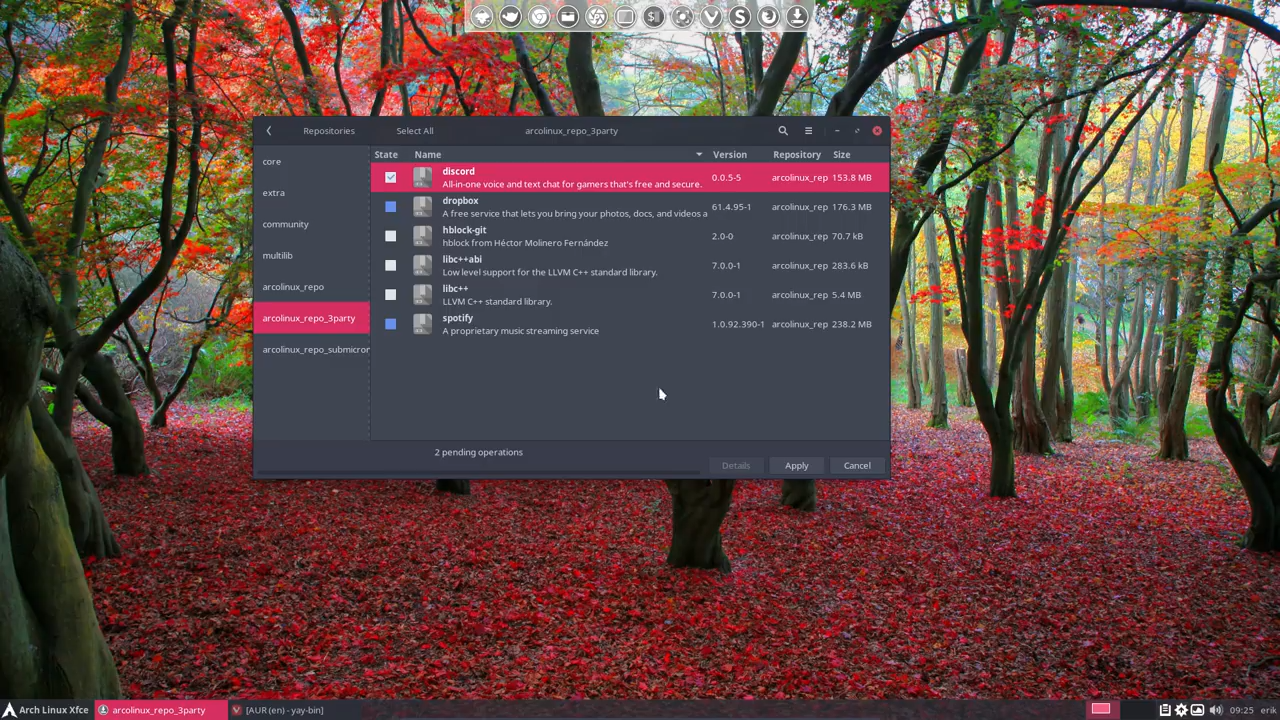 Repositories Select All arcolinux_repo_3party
core
extra
community
multilib
arcolinux_repo
arcolinux_repo_3party
arcolinux_repo_submicron
State Name Version Repository Size
discord
All-in-one voice and text chat for gamers that's free and secure.
0.0.5-5 arcolinux_rep 153.8 MB
dropbox
A free service that lets you bring your photos, docs, and videos a
61.4.95-1 arcolinux_rep 176.3 MB
hblock-git
hblock from Héctor Molinero Fernández
2.0-0 arcolinux_rep 70.7 kB
libc++abi
Low level support for the LLVM C++ standard library.
7.0.0-1 arcolinux_rep 283.6 kB
libc++
LLVM C++ standard library.
7.0.0-1 arcolinux_rep 5.4 MB
spotify
A proprietary music streaming service
1.0.92.390-1 arcolinux_rep 238.2 MB
2 pending operations
Details Apply Cancel
Arch Linux Xfce arcolinux_repo_3party [AUR (en) - yay-bin] 09:25 erik